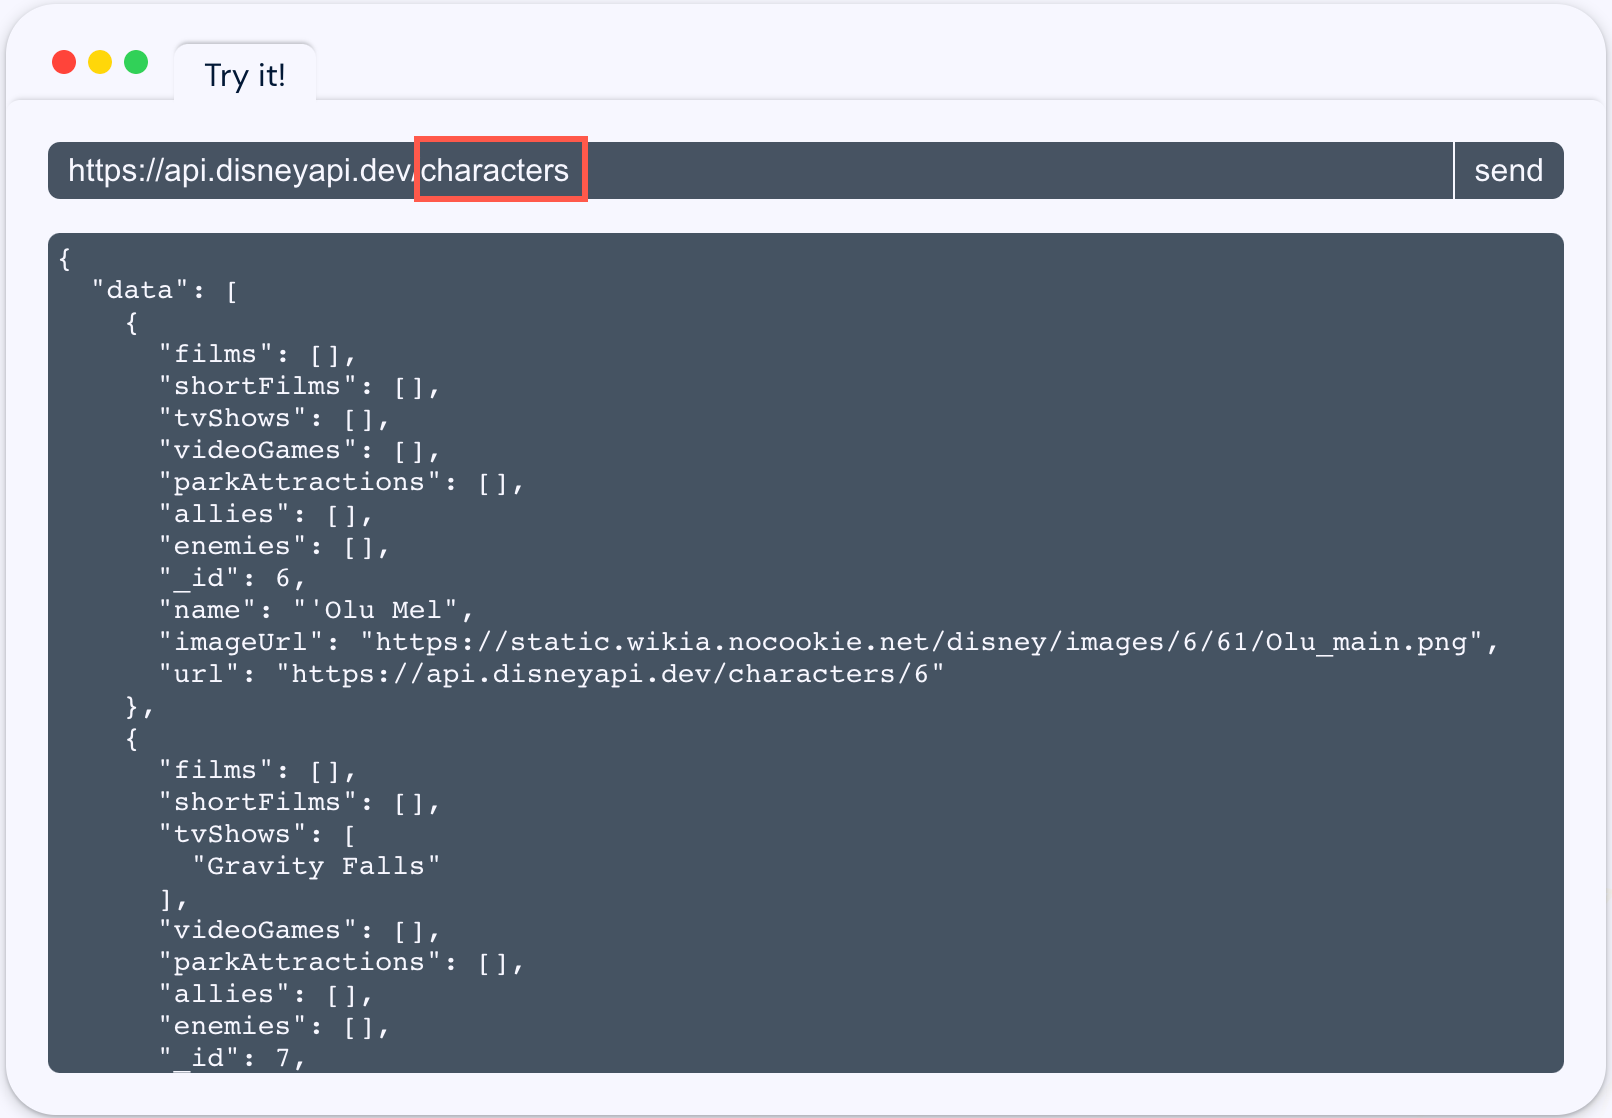 Try it!
https://api.disneyapi.dev/characters send
{
  "data": [
    {
      "films": [],
      "shortFilms": [],
      "tvShows": [],
      "videoGames": [],
      "parkAttractions": [],
      "allies": [],
      "enemies": [],
      "_id": 6,
      "name": "'Olu Mel",
      "imageUrl": "https://static.wikia.nocookie.net/disney/images/6/61/Olu_main.png",
      "url": "https://api.disneyapi.dev/characters/6"
    },
    {
      "films": [],
      "shortFilms": [],
      "tvShows": [
        "Gravity Falls"
      ],
      "videoGames": [],
      "parkAttractions": [],
      "allies": [],
      "enemies": [],
      "_id": 7,